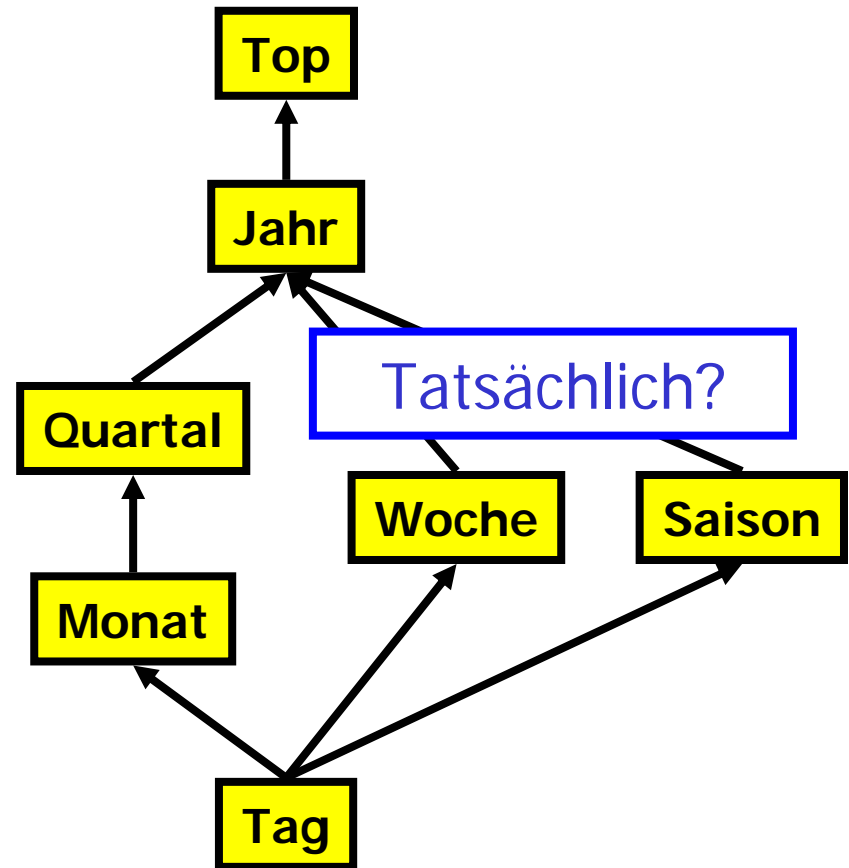 Top
Jahr
Tatsächlich?
Quartal
Woche
Saison
Monat
Tag